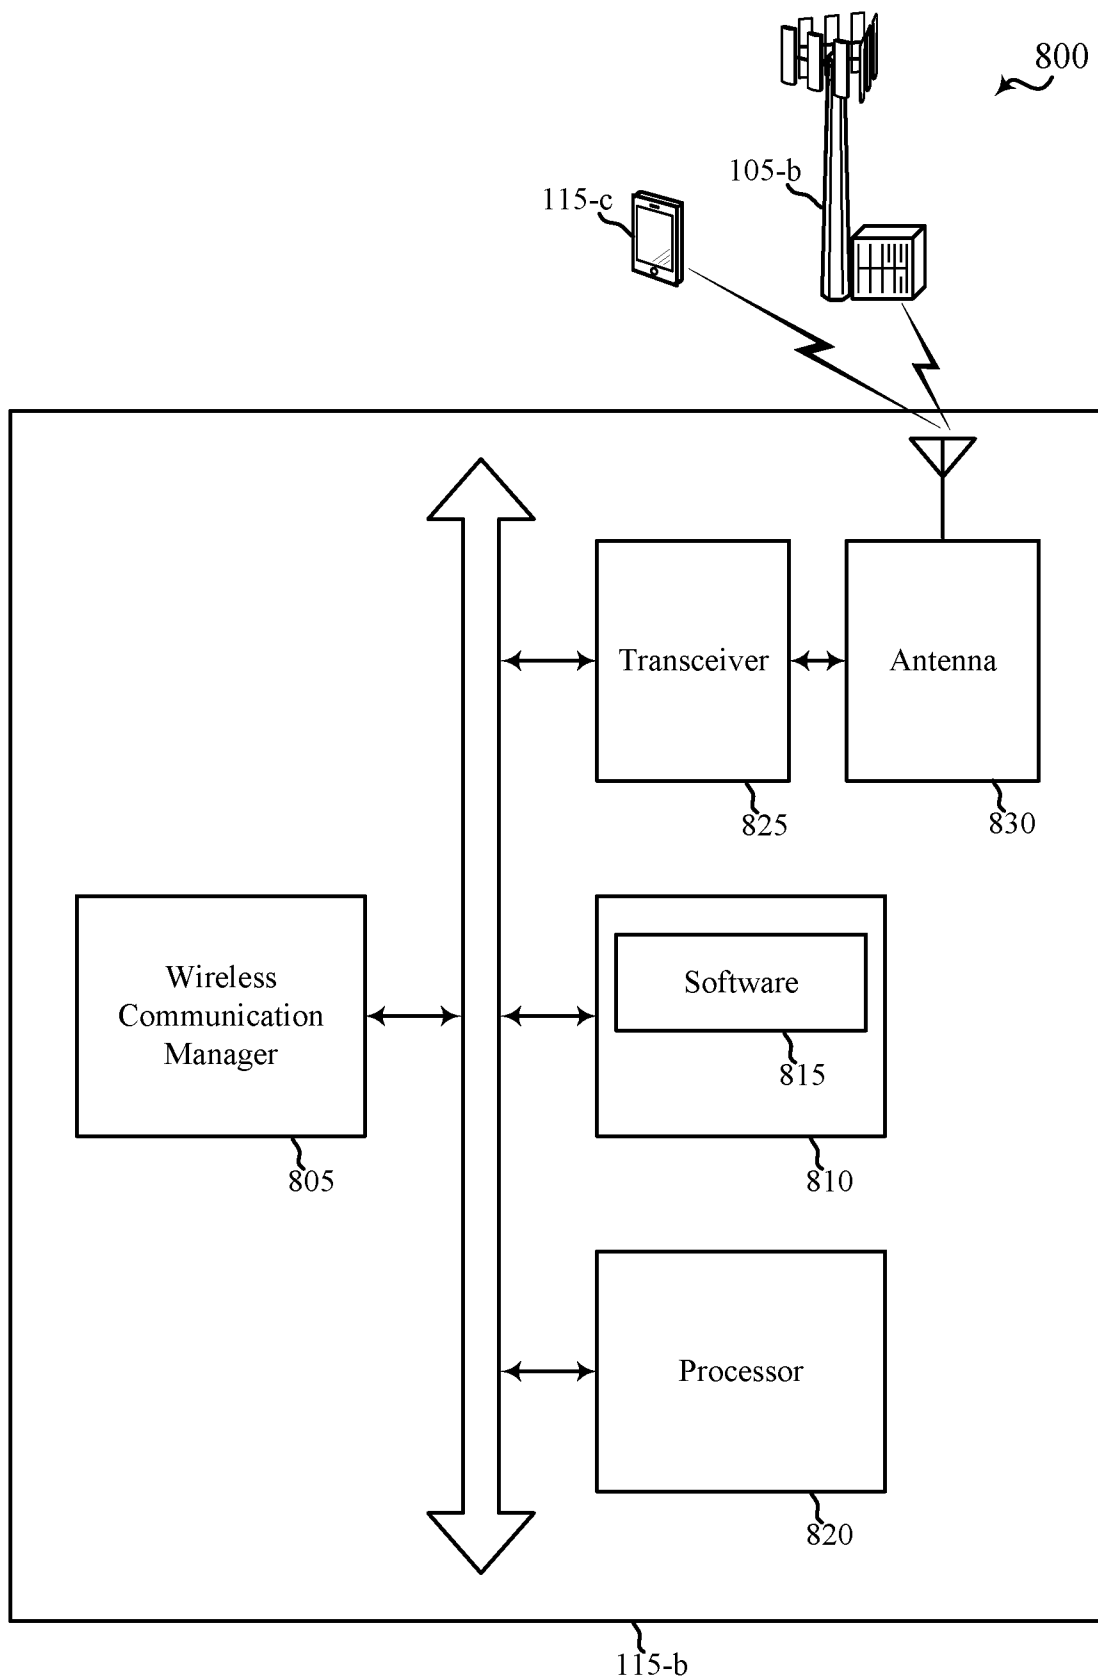 800
105-b
115-c
Transceiver
Antenna
825
830
Wireless
Communication
Manager
Software
815
805
810
Processor
820
115-b